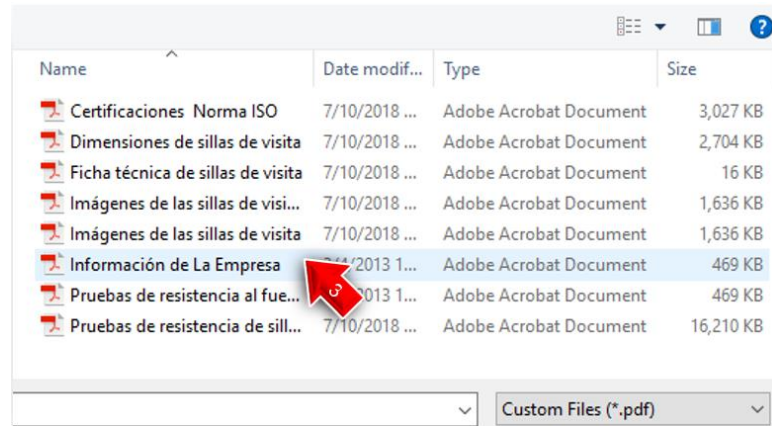 ?
Name Date modif... Type Size
Certificaciones Norma ISO 7/10/2018 ... Adobe Acrobat Document 3,027 KB
Dimensiones de sillas de visita 7/10/2018 ... Adobe Acrobat Document 2,704 KB
Ficha técnica de sillas de visita 7/10/2018 ... Adobe Acrobat Document 16 KB
Imágenes de las sillas de visi... 7/10/2018 ... Adobe Acrobat Document 1,636 KB
Imágenes de las sillas de visita 7/10/2018 ... Adobe Acrobat Document 1,636 KB
Información de La Empresa /2013 1... Adobe Acrobat Document 469 KB
3
Pruebas de resistencia al fue... 2013 1... Adobe Acrobat Document 469 KB
Pruebas de resistencia de sill... 7/10/2018 ... Adobe Acrobat Document 16,210 KB
Custom Files (*.pdf)